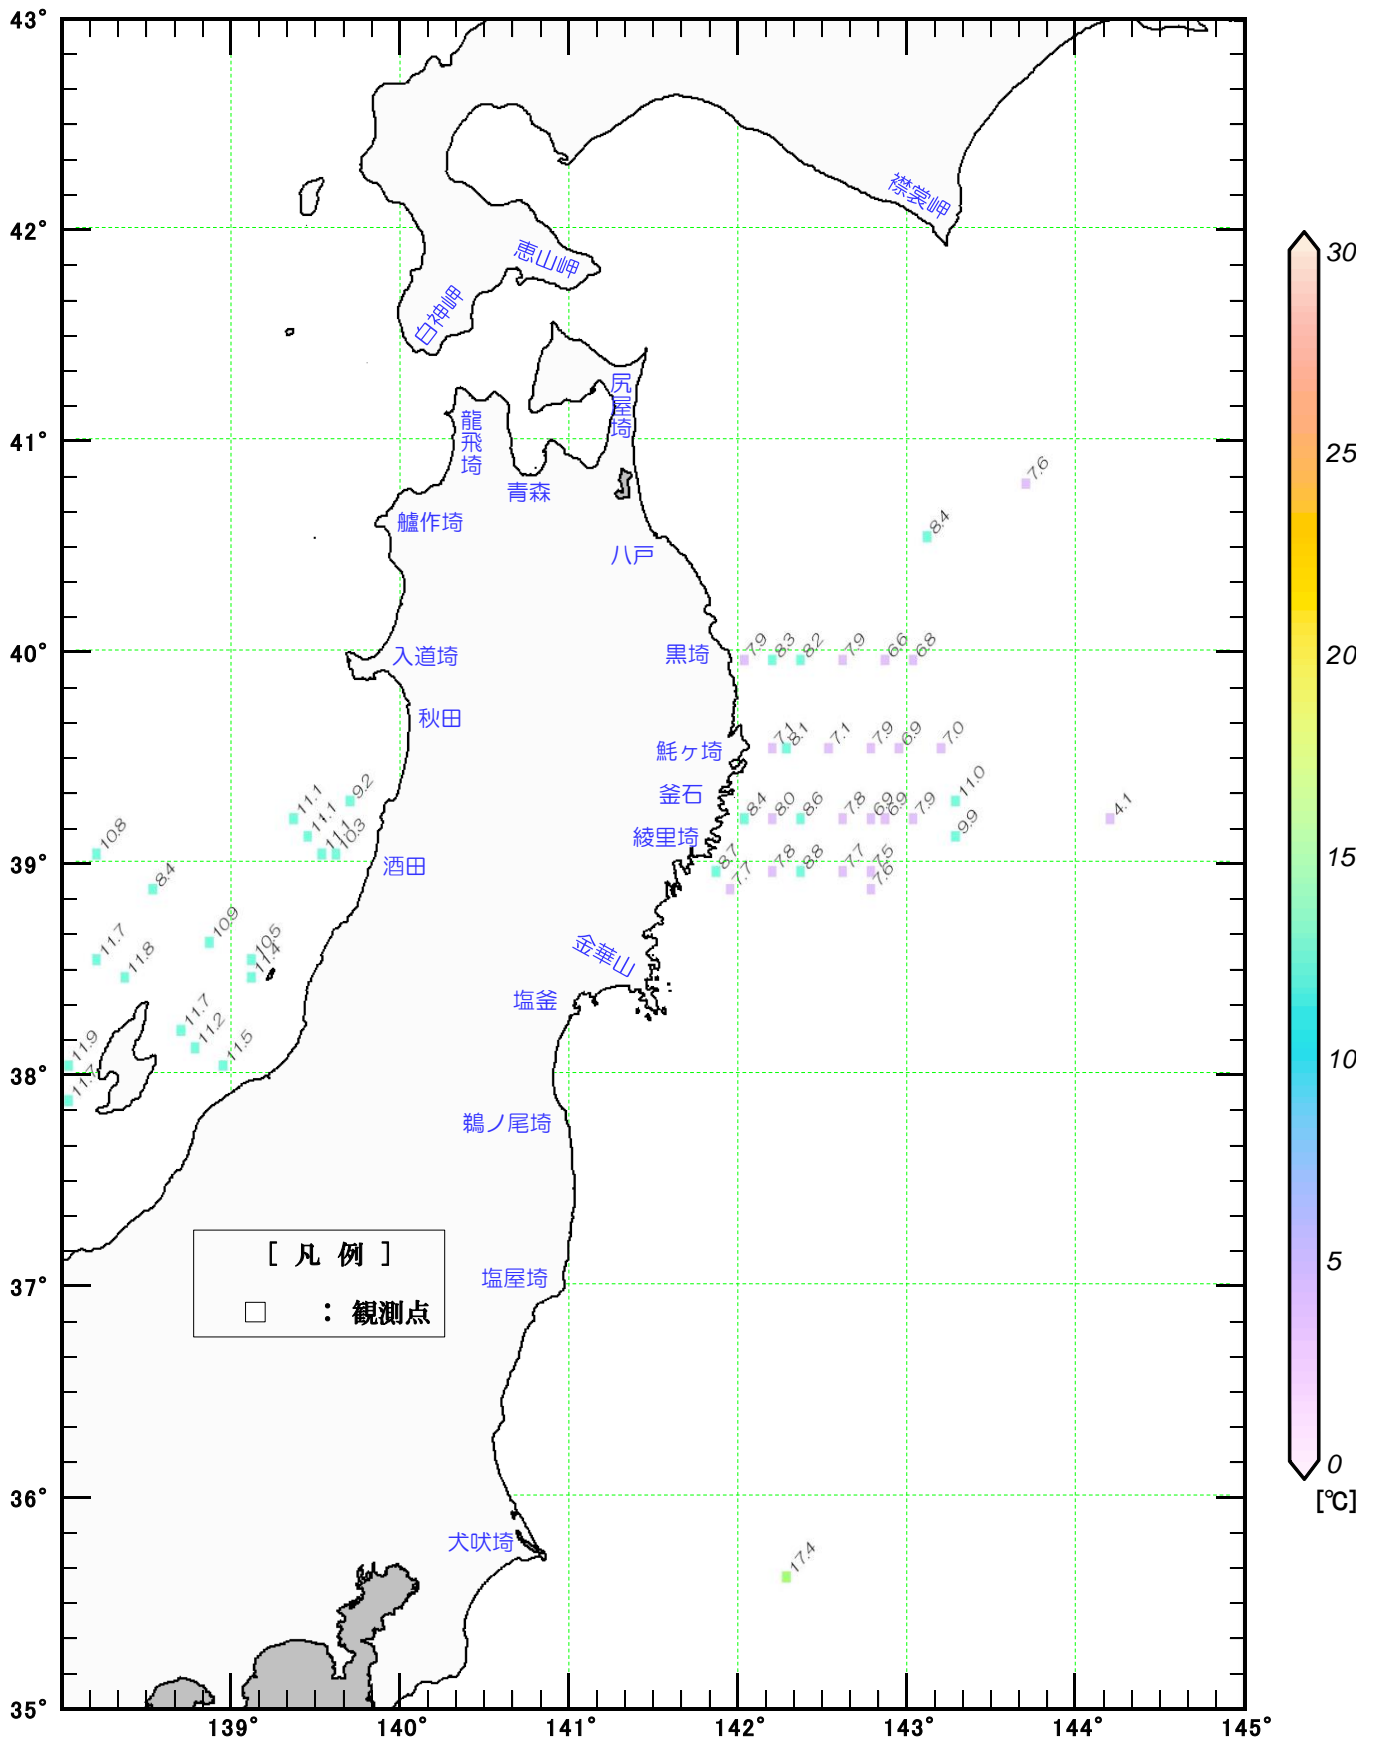 43°
襟裳岬
42°
恵山岬
30
白神岬
尻屋埼
龍飛埼
41°
25
7.6
青森
艫作埼
8.4
八戸
40°
入道埼
黒埼
7.9 8.3 8.2 7.9 6.6 6.8
20
秋田
魹ヶ埼
7.1 8.1 7.1 7.9 6.9 7.0
釜石
11.1 9.2
11.1
11.1 10.3
8.4 8.0 8.6 7.8 6.9 6.9 7.9 11.0 4.1
9.9
綾里埼
10.8
15
39°
酒田
8.4
8.7 7.8 8.8 7.7 7.5
7.7 7.6
10.9
11.7 10.5
11.8 11.4
金華山
塩釜
11.7
11.2
11.9 11.5
10
38°
11.7
鵜ノ尾埼
5
37°
[ 凡 例 ]
塩屋埼
□ : 観測点
0
[℃]
36°
犬吠埼
17.4
35°
139° 140° 141° 142° 143° 144° 145°